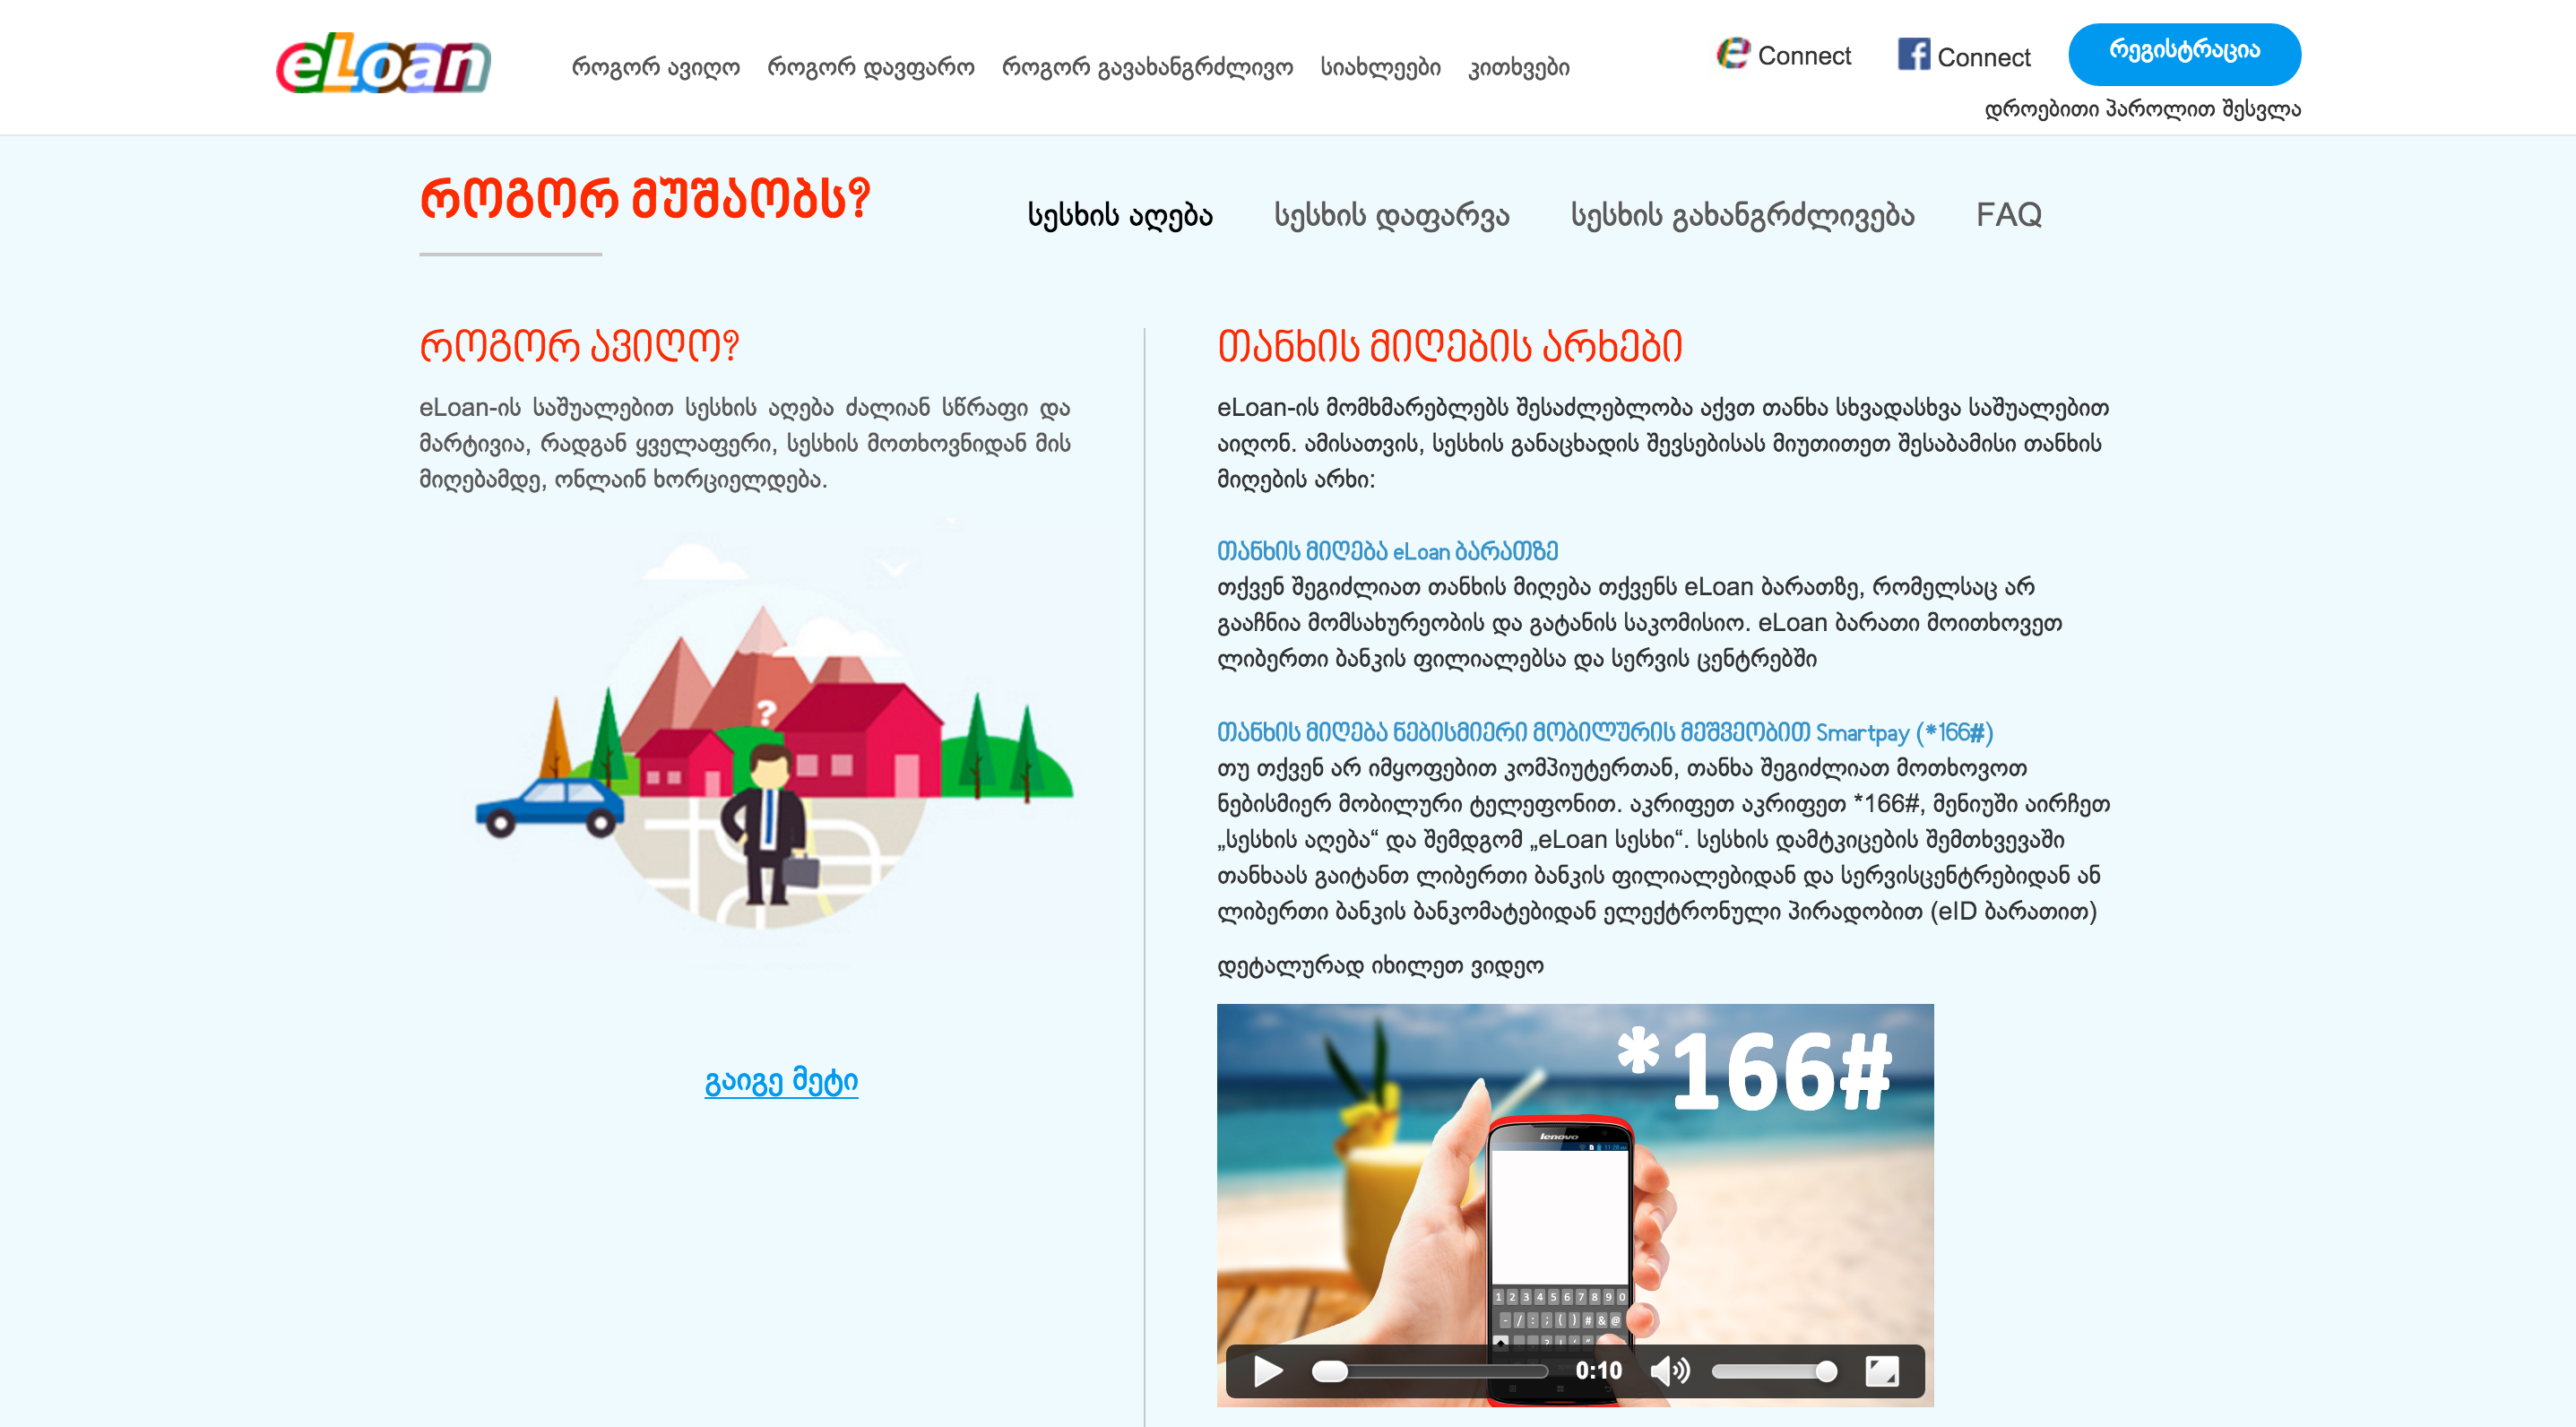 eLoan
როგორ ავიღო
როგორ დავფარო
როგორ გავახანგრძლივო
სიახლეები
კითხვები
e Connect
f Connect
რეგისტრაცია
დროებითი პაროლით შესვლა
როგორ მუშაობს?
სესხის აღება
სესხის დაფარვა
სესხის გახანგრძლივება
FAQ
როგორ ავიღო?
eLoan-ის საშუალებით სესხის აღება ძალიან სწრაფი და
მარტივია, რადგან ყველაფერი, სესხის მოთხოვნიდან მის
მიღებამდე, ონლაინ ხორციელდება.
?
გაიგე მეტი
თანხის მიღების არხები
eLoan-ის მომხმარებლებს შესაძლებლობა აქვთ თანხა სხვადასხვა საშუალებით
აიღონ. ამისათვის, სესხის განაცხადის შევსებისას მიუთითეთ შესაბამისი თანხის
მიღების არხი:
თანხის მიღება eLoan ბარათზე
თქვენ შეგიძლიათ თანხის მიღება თქვენს eLoan ბარათზე, რომელსაც არ
გააჩნია მომსახურეობის და გატანის საკომისიო. eLoan ბარათი მოითხოვეთ
ლიბერთი ბანკის ფილიალებსა და სერვის ცენტრებში
თანხის მიღება ნებისმიერი მობილურის მეშვეობით Smartpay (*166#)
თუ თქვენ არ იმყოფებით კომპიუტერთან, თანხა შეგიძლიათ მოთხოვოთ
ნებისმიერ მობილური ტელეფონით. აკრიფეთ აკრიფეთ *166#, მენიუში აირჩეთ
„სესხის აღება“ და შემდგომ „eLoan სესხი“. სესხის დამტკიცების შემთხვევაში
თანხაას გაიტანთ ლიბერთი ბანკის ფილიალებიდან და სერვისცენტრებიდან ან
ლიბერთი ბანკის ბანკომატებიდან ელექტრონული პირადობით (eID ბარათით)
დეტალურად იხილეთ ვიდეო
*166#
lenovo
1 2 3 4 5 6 7 8 9 0
- / : ; ( ) # & @
0:10